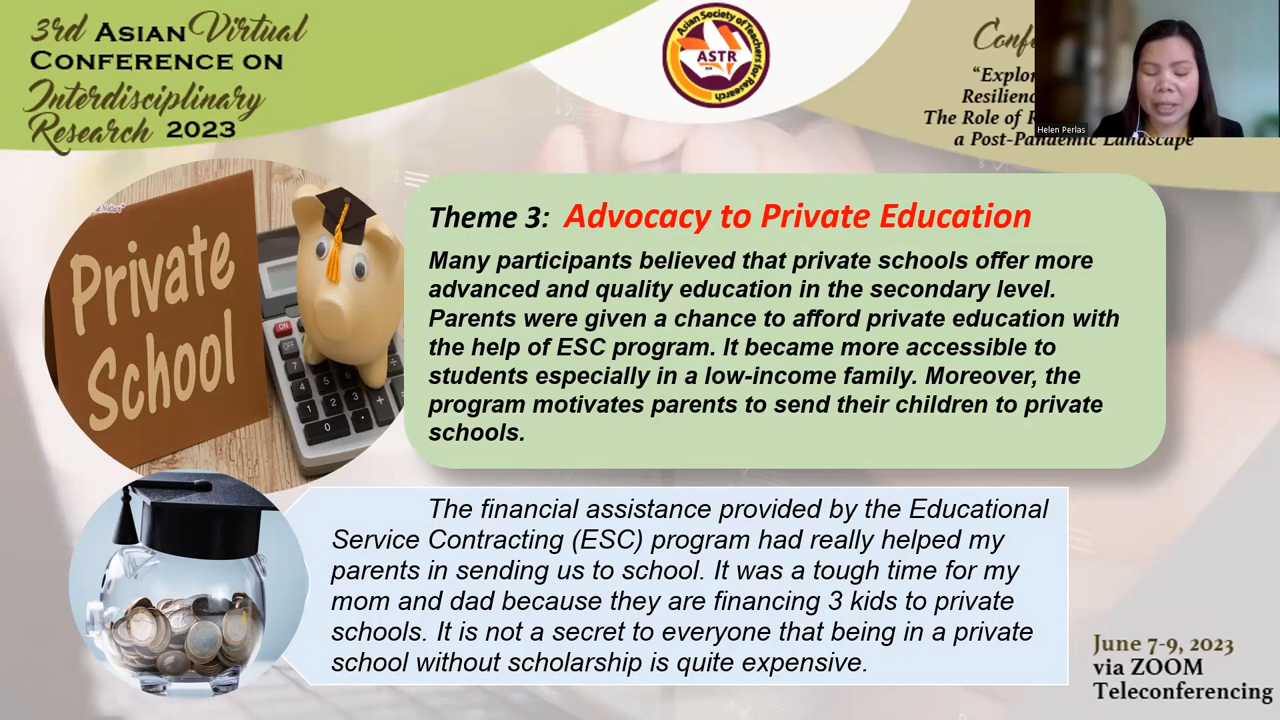 3rd ASIAN Virtual
CONFERENCE ON
Interdisciplinary
Research 2023
Asian Society of Teachers for Research
ASTR
“Explor
The Role of
a Post-Pandemic Landscape
Helen Perlas
Private
School
Theme 3: Advocacy to Private Education
Many participants believed that private schools offer more
advanced and quality education in the secondary level.
Parents were given a chance to afford private education with
the help of ESC program. It became more accessible to
students especially in a low-income family. Moreover, the
program motivates parents to send their children to private
schools.
The financial assistance provided by the Educational
Service Contracting (ESC) program had really helped my
parents in sending us to school. It was a tough time for my
mom and dad because they are financing 3 kids to private
schools. It is not a secret to everyone that being in a private
school without scholarship is quite expensive.
June 7-9, 2023
via ZOOM
Teleconferencing